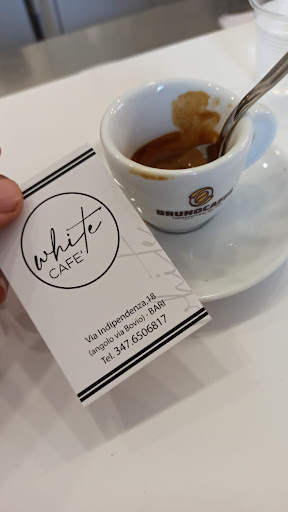 white
CAFE'
Via Indipendenza,18
(angolo via Bovio) - BARI
Tel. 347.6506817
BRUNOCAFFÈ